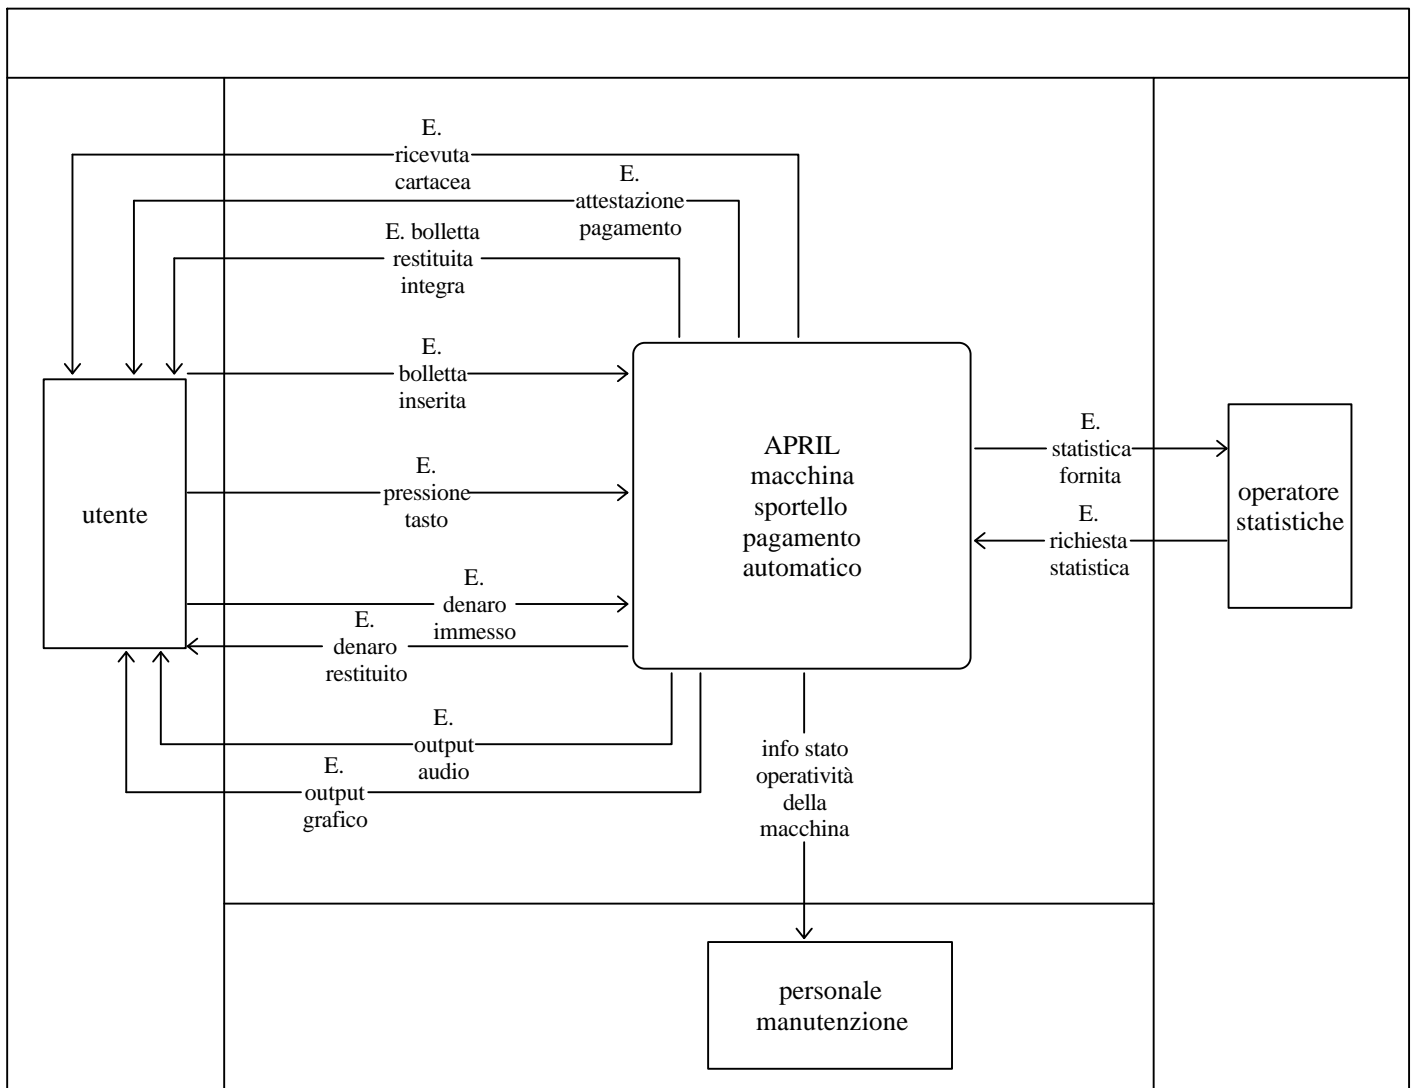 E.
ricevuta
cartacea
E.
attestazione
pagamento
E. bolletta
restituita
integra
E.
bolletta
inserita
E.
pressione
tasto
utente
E.
denaro
immesso
E.
denaro
restituito
E.
output
audio
E.
output
grafico
APRIL
macchina
sportello
pagamento
automatico
E.
statistica
fornita
E.
richiesta
statistica
operatore
statistiche
info stato
operatività
della
macchina
personale
manutenzione